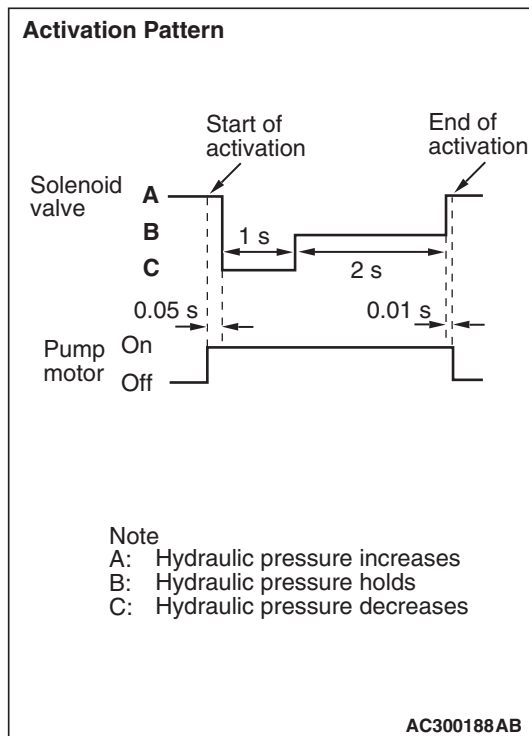 Activation Pattern
Start of
activation
End of
activation
Solenoid
valve
A
B
C
1 s
2 s
0.05 s
0.01 s
Pump
motor
On
Off
Note
A: Hydraulic pressure increases
B: Hydraulic pressure holds
C: Hydraulic pressure decreases
AC300188AB